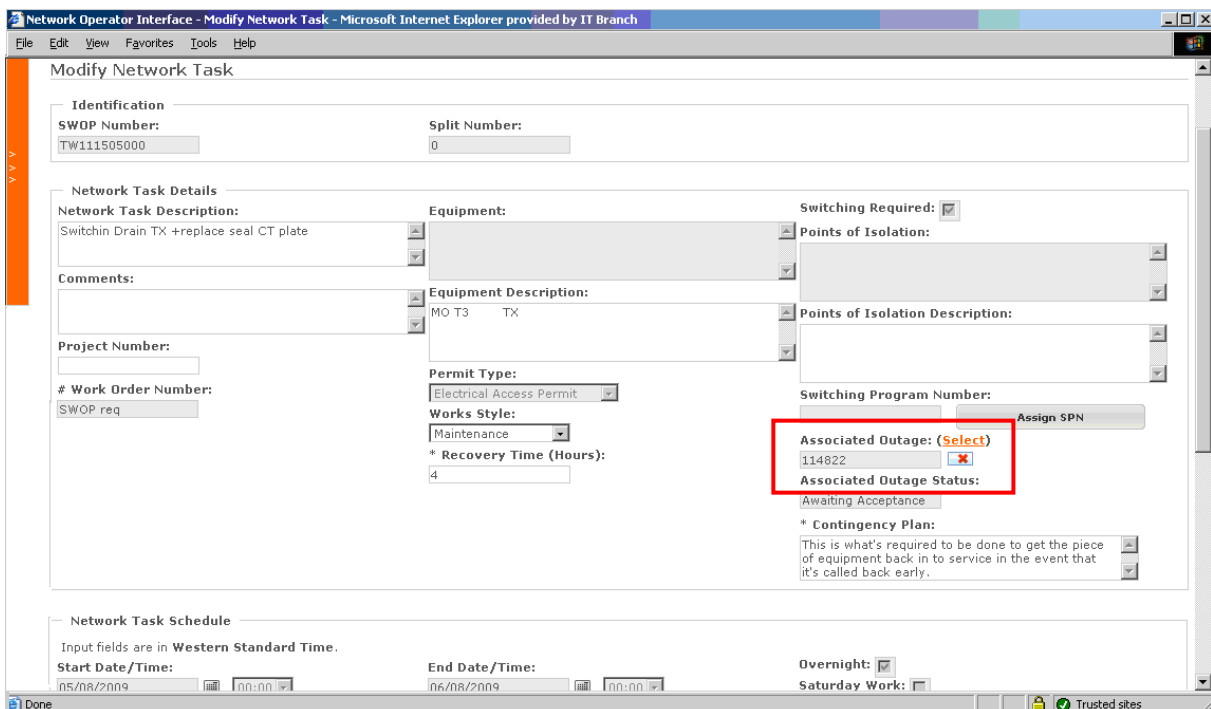 Network Operator Interface - Modify Network Task - Microsoft Internet Explorer provided by IT Branch
File Edit View Favorites Tools Help
Modify Network Task
Identification
SWOP Number: Split Number:
TW111505000 0
Network Task Details
Network Task Description: Equipment: Switching Required:
Switchin Drain TX +replace seal CT plate
Points of Isolation:
Comments:
Equipment Description:
MO T3 TX
Points of Isolation Description:
Project Number:
Permit Type:
# Work Order Number: Electrical Access Permit Switching Program Number:
SWOP req Assign SPN
Works Style:
Maintenance
Associated Outage: (Select)
* Recovery Time (Hours): 114822
4
Associated Outage Status:
Awaiting Acceptance
* Contingency Plan:
This is what's required to be done to get the piece
of equipment back in to service in the event that
it's called back early.
Network Task Schedule
Input fields are in Western Standard Time.
Start Date/Time: End Date/Time: Overnight:
05/08/2009 00:00 06/08/2009 00:00 Saturday Work:
Done Trusted sites
> > >